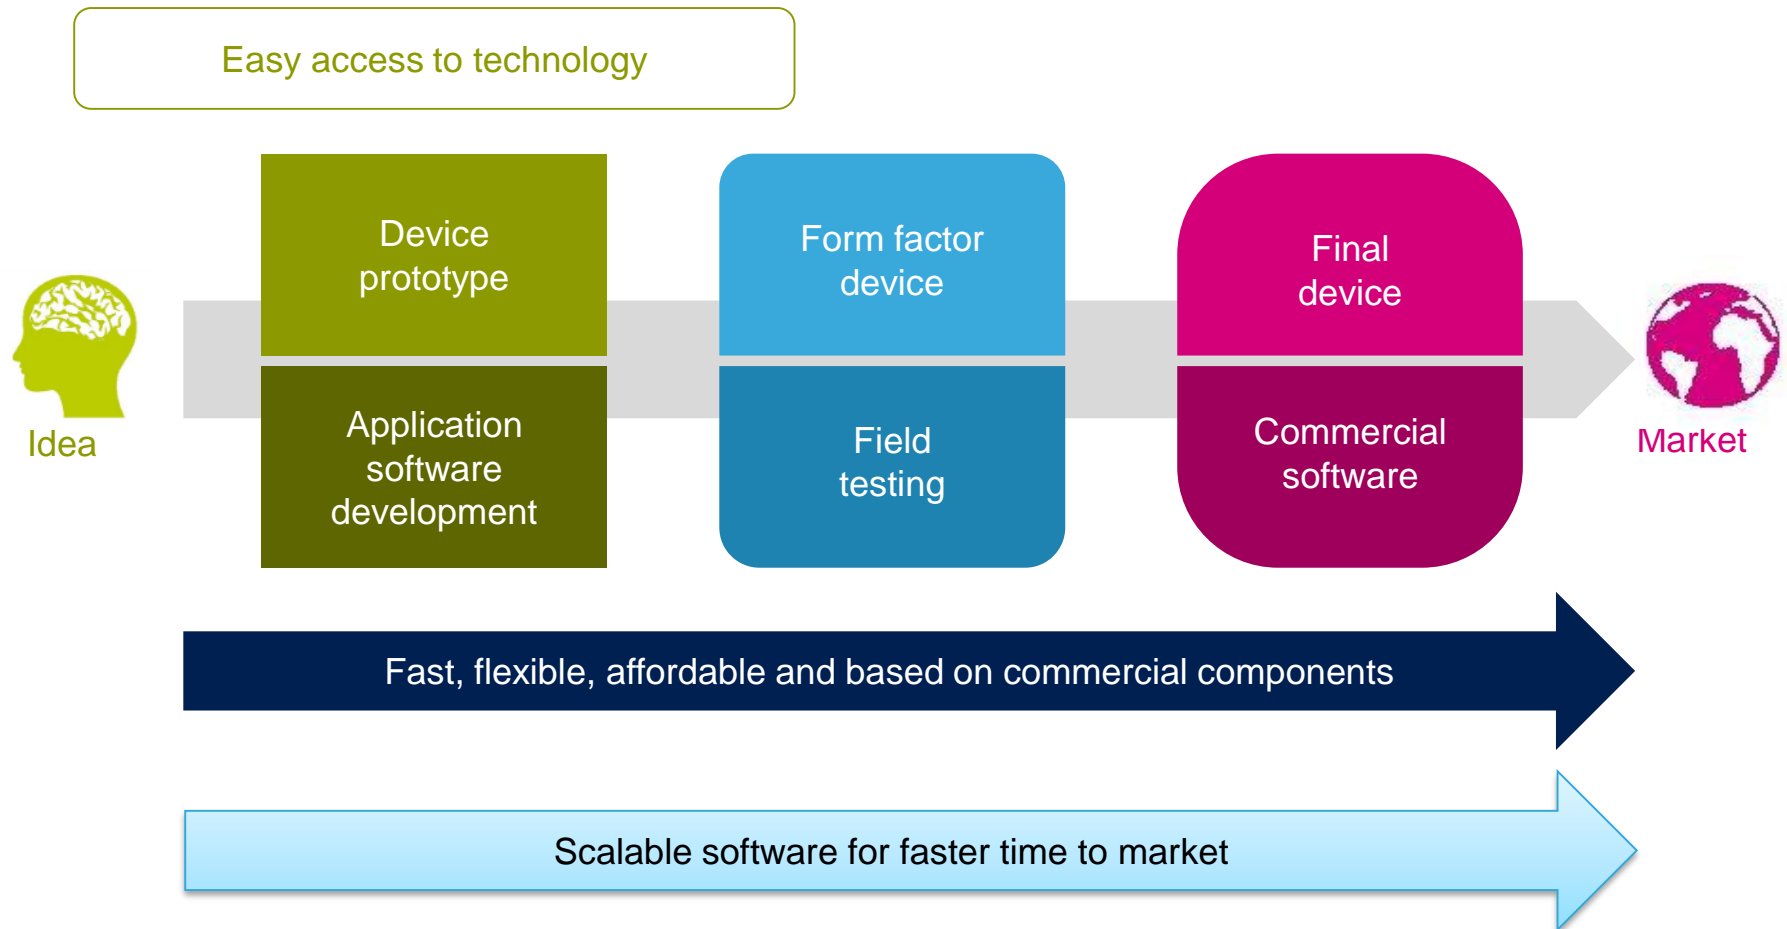 Easy access to technology
Device
prototype
Form factor
device
Final
device
Idea
Application
software
development
Field
testing
Commercial
software
Market
Fast, flexible, affordable and based on commercial components
Scalable software for faster time to market